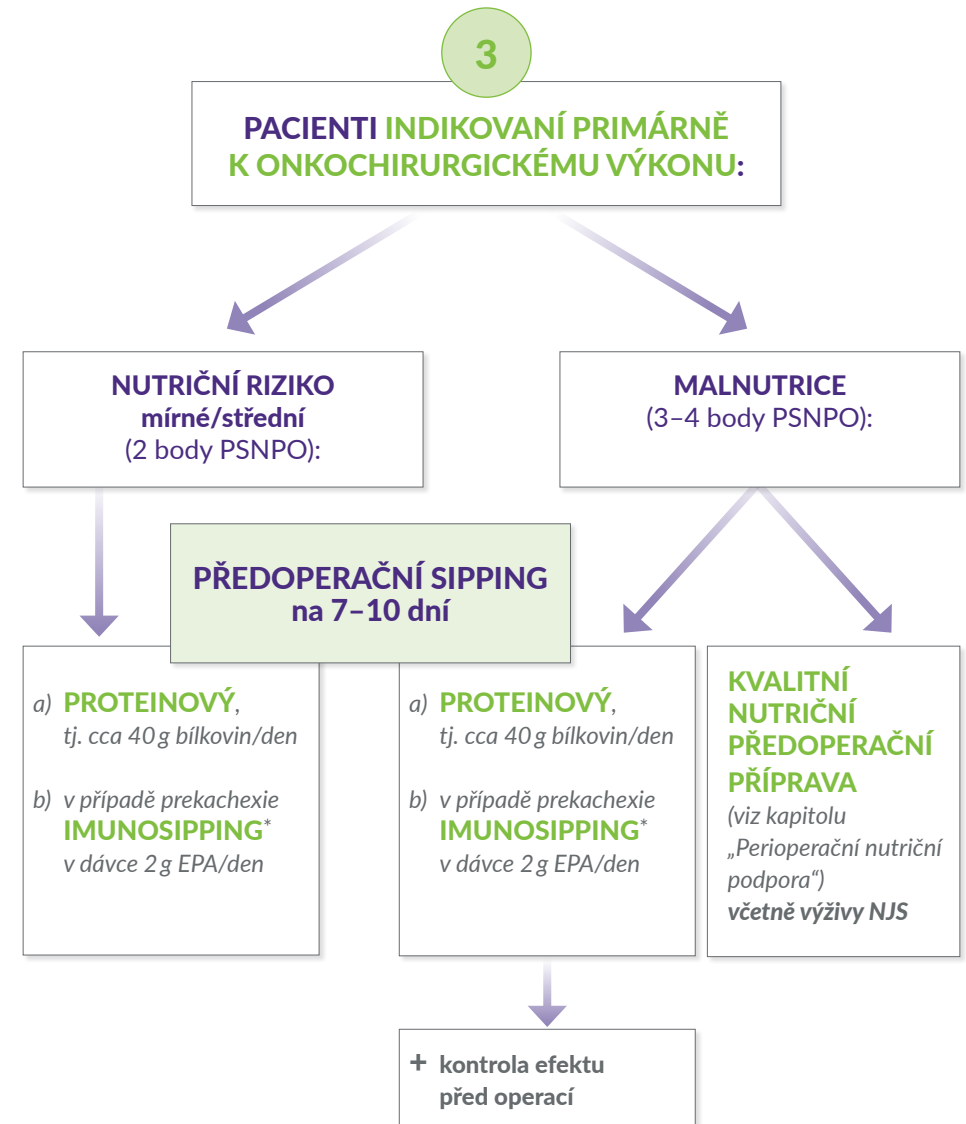 3
PACIENTI INDIKOVANÍ PRIMÁRNĚ
K ONKOCHIRURGICKÉMU VÝKONU:
NUTRIČNÍ RIZIKO
mírné/střední
(2 body PSNPO):
MALNUTRICE
(3–4 body PSNPO):
PŘEDOPERAČNÍ SIPPING
na 7–10 dní
a) PROTEINOVÝ,
tj. cca 40 g bílkovin/den
b) v případě prekachexie
IMUNOSIPPING*
v dávce 2 g EPA/den
a) PROTEINOVÝ,
tj. cca 40 g bílkovin/den
b) v případě prekachexie
IMUNOSIPPING*
v dávce 2 g EPA/den
KVALITNÍ
NUTRIČNÍ
PŘEDOPERAČNÍ
PŘÍPRAVA
(viz kapitolu
„Perioperační nutriční
podpora“)
včetně výživy NJS
+ kontrola efektu
před operací